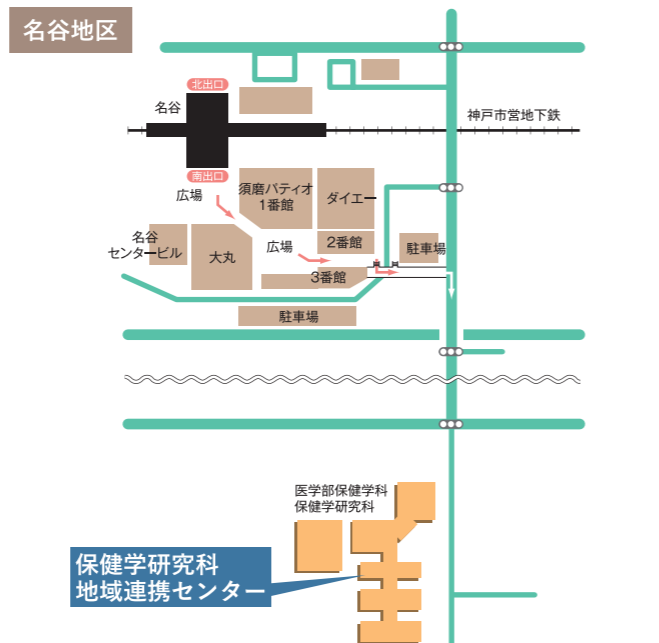 名谷地区
北出口
名谷
神戸市営地下鉄
南出口
広場
須磨パティオ
1番館
ダイエー
名谷
センタービル
大丸
広場
2番館
駐車場
3番館
駐車場
医学部保健学科
保健学研究科
保健学研究科
地域連携センター